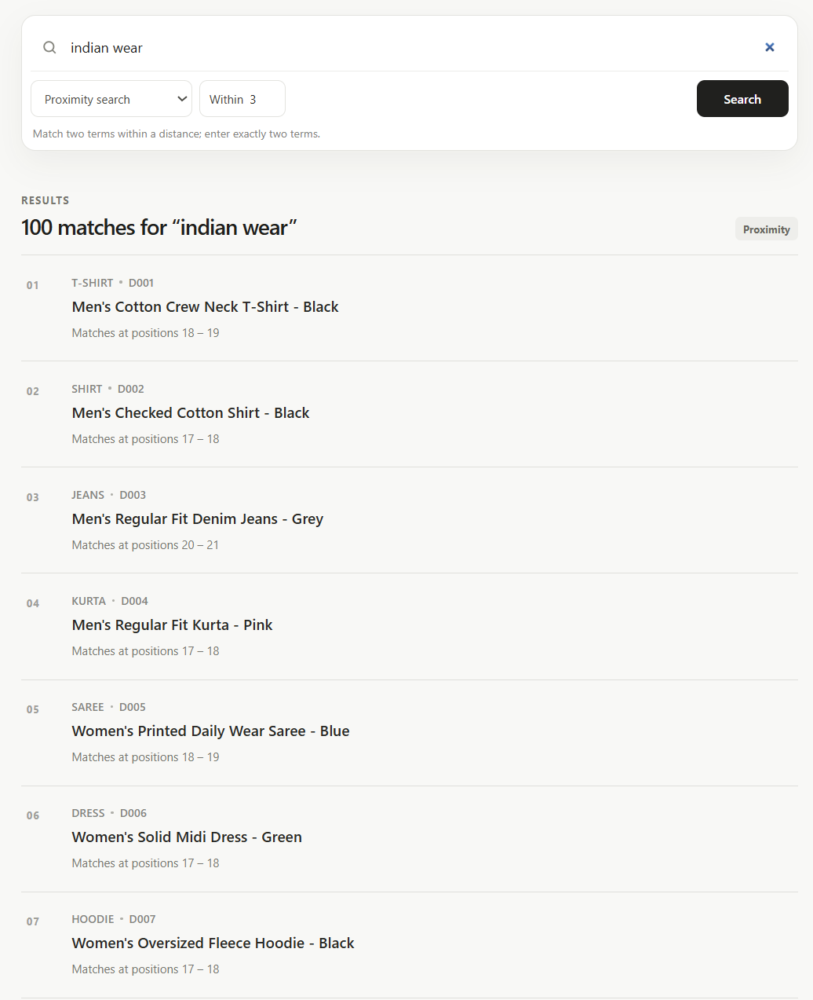 indian wear
Proximity search
Within 3
Search
Match two terms within a distance; enter exactly two terms.
RESULTS
100 matches for “indian wear”
Proximity
01
T-SHIRT • D001
Men's Cotton Crew Neck T-Shirt - Black
Matches at positions 18 – 19
02
SHIRT • D002
Men's Checked Cotton Shirt - Black
Matches at positions 17 – 18
03
JEANS • D003
Men's Regular Fit Denim Jeans - Grey
Matches at positions 20 – 21
04
KURTA • D004
Men's Regular Fit Kurta - Pink
Matches at positions 17 – 18
05
SAREE • D005
Women's Printed Daily Wear Saree - Blue
Matches at positions 18 – 19
06
DRESS • D006
Women's Solid Midi Dress - Green
Matches at positions 17 – 18
07
HOODIE • D007
Women's Oversized Fleece Hoodie - Black
Matches at positions 17 – 18